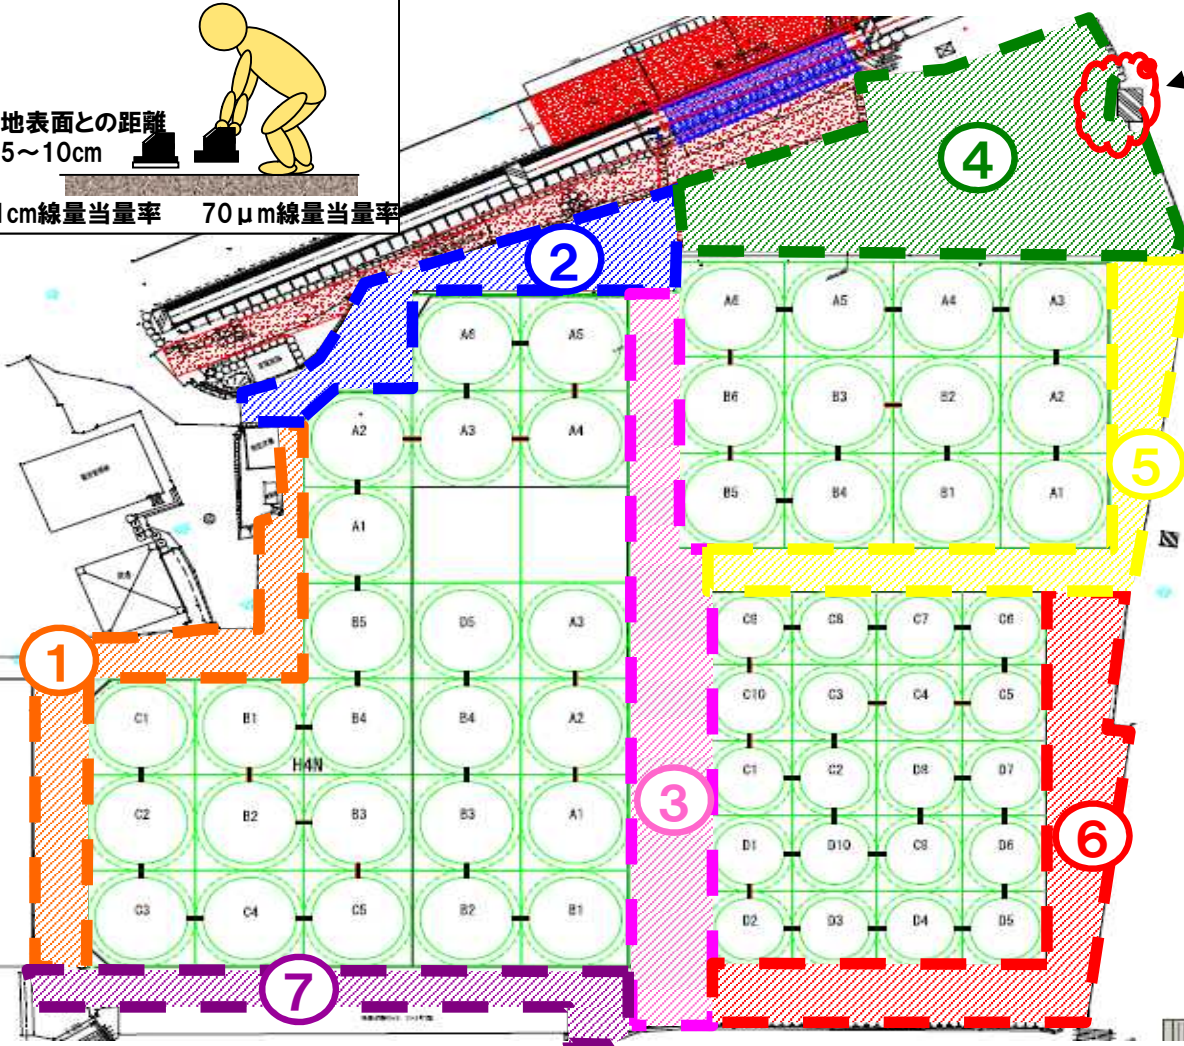 地表面との距離
5～10cm
1cm線量当量率 70μm線量当量率
④
②
A6 A5 A4 A3
A6 A5
B6 B3 B2 A2
A2 A3 A4
⑤
B5 B4 B1 A1
A1
C9 C8 C7 C6
B5 D5 A3
①
C10 C3 C4 C5
C1 B1 B4 B4 A2
H4N
C1 C2 D8 D7
③
C2 B2 B3 B3 A1
⑥
D1 D10 C9 D6
C3 C4 C5 B2 B1
D2 D3 D4 D5
⑦